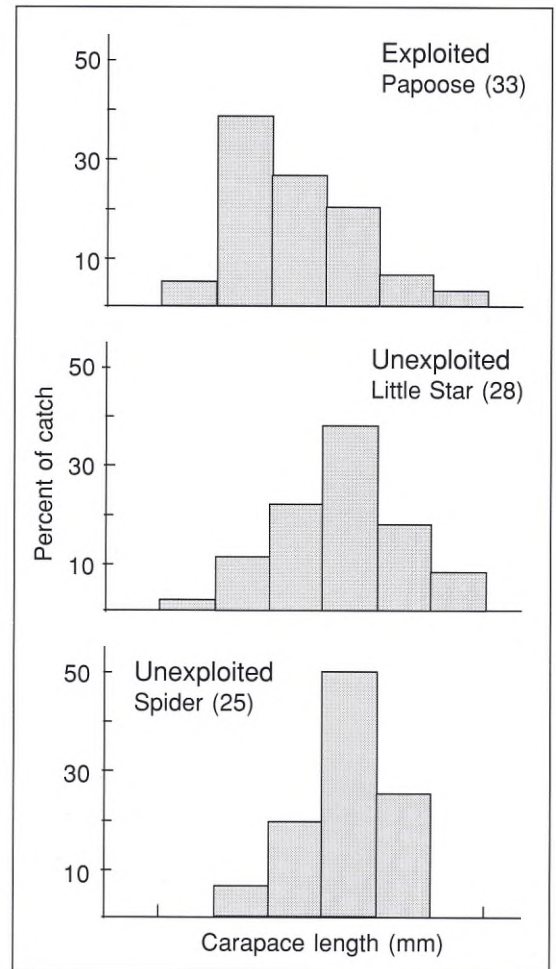 Exploited
Papoose (33)
50
30
10
Unexploited
Little Star (28)
50
30
10
Percent of catch
Unexploited
Spider (25)
50
30
10
Carapace length (mm)